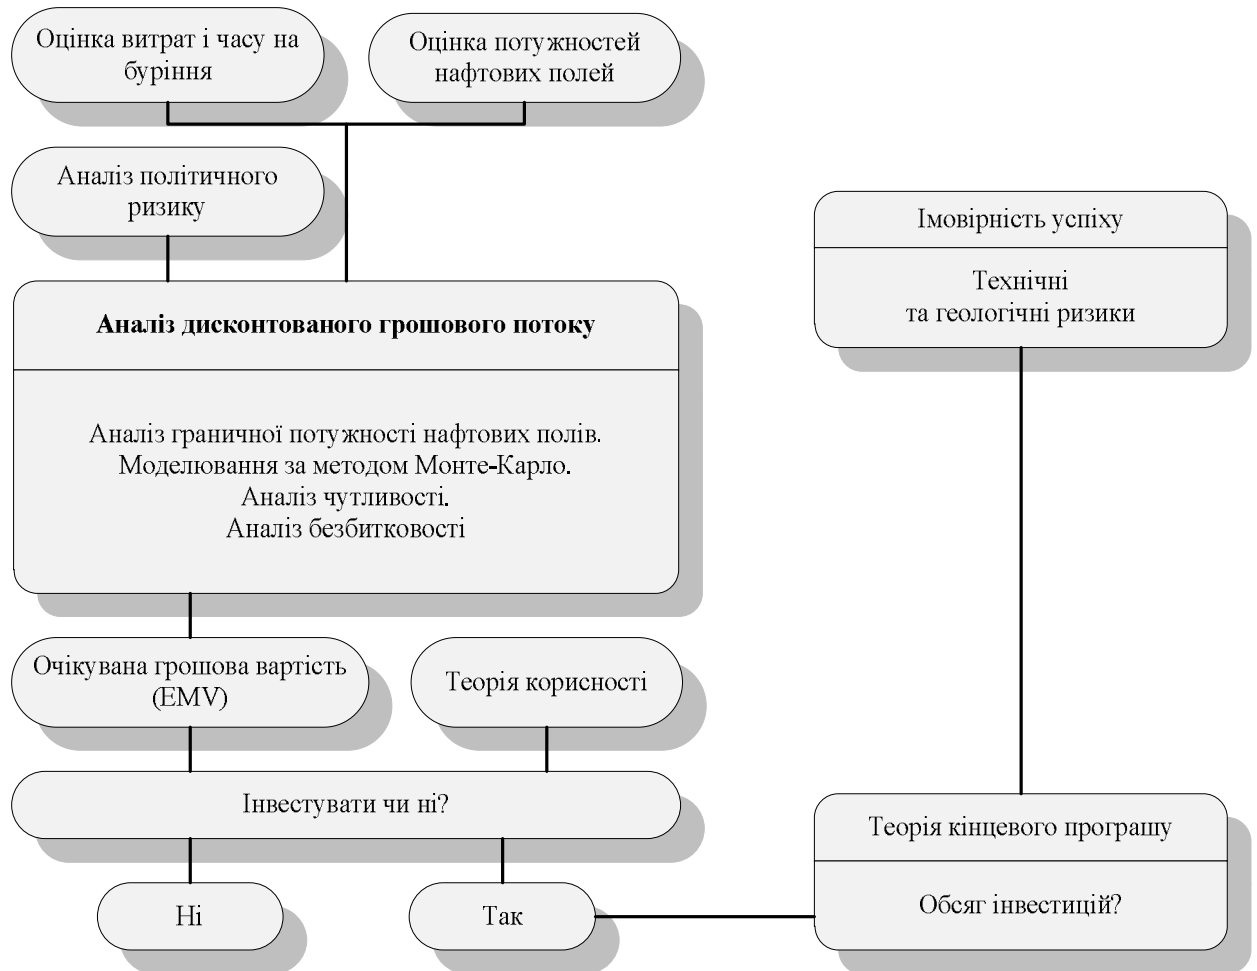 Оцінка витрат і часу на
буріння
Оцінка потужностей
нафтових полей
Аналіз політичного
ризику
Імовірність успіху
Технічні
та геологічні ризики
Аналіз дисконтованого грошового потоку
Аналіз граничної потужності нафтових полів.
Моделювання за методом Монте-Карло.
Аналіз чутливості.
Аналіз безбитковості
Очікувана грошова вартість
(EMV)
Теорія корисності
Інвестувати чи ні?
Теорія кінцевого програшу
Ні
Так
Обсяг інвестицій?